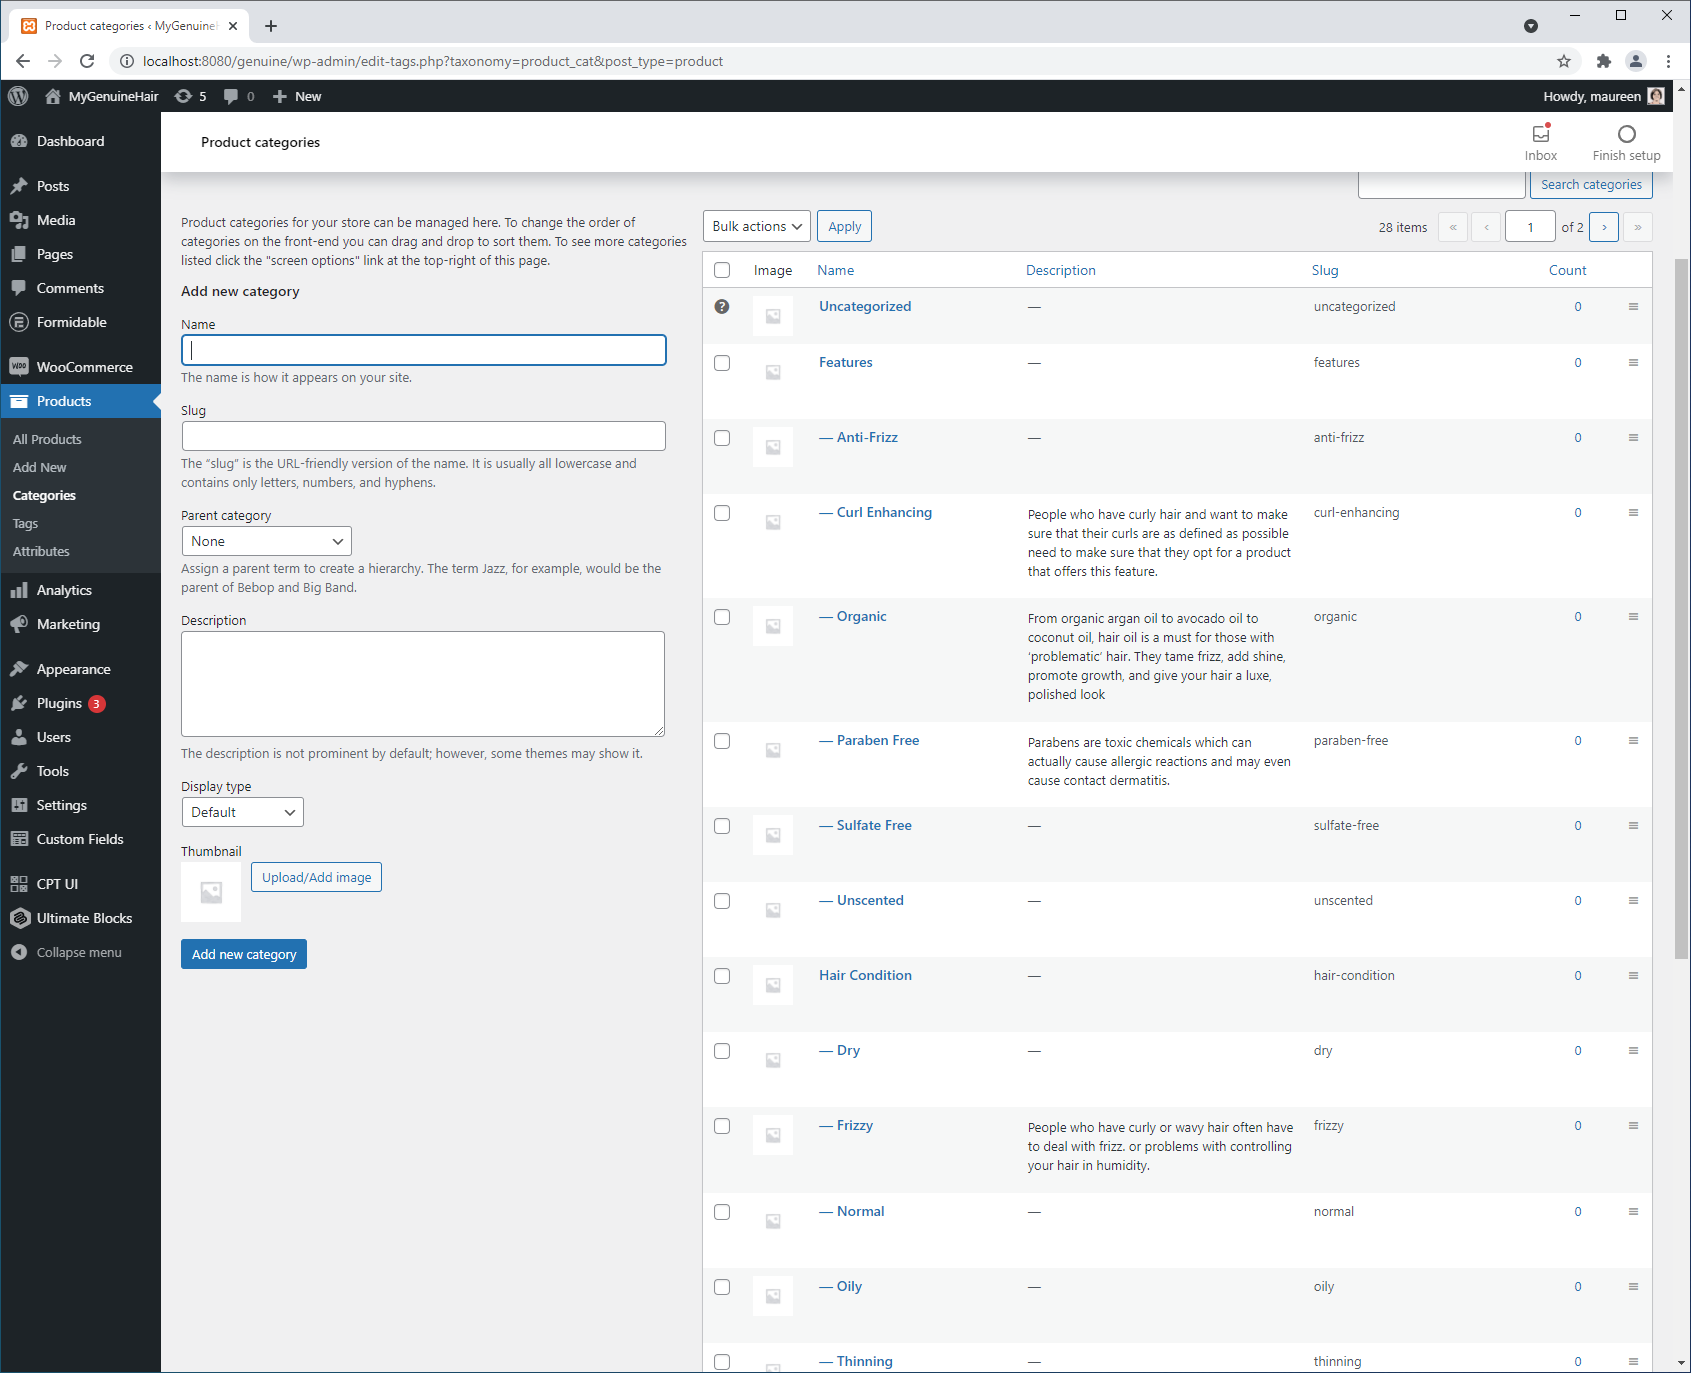 Product categories ‹ MyGenuineH
localhost:8080/genuine/wp-admin/edit-tags.php?taxonomy=product_cat&post_type=product
MyGenuineHair 5 0 New
Howdy, maureen
Product categories
Inbox
Finish setup
Dashboard
Posts
Media
Pages
Comments
Formidable
WooCommerce
Products
All Products
Add New
Categories
Tags
Attributes
Analytics
Marketing
Appearance
Plugins 3
Users
Tools
Settings
Custom Fields
CPT UI
Ultimate Blocks
Collapse menu
Product categories for your store can be managed here. To change the order of
categories on the front-end you can drag and drop to sort them. To see more categories
listed click the "screen options" link at the top-right of this page.
Add new category
Name
The name is how it appears on your site.
Slug
The “slug” is the URL-friendly version of the name. It is usually all lowercase and
contains only letters, numbers, and hyphens.
Parent category
None
Assign a parent term to create a hierarchy. The term Jazz, for example, would be the
parent of Bebop and Big Band.
Description
The description is not prominent by default; however, some themes may show it.
Display type
Default
Thumbnail
Upload/Add image
Add new category
Search categories
Bulk actions Apply
28 items « ‹ 1 of 2 › »
Image Name Description Slug Count
? Uncategorized — uncategorized 0
Features — features 0
— Anti-Frizz — anti-frizz 0
— Curl Enhancing People who have curly hair and want to make curl-enhancing 0
sure that their curls are as defined as possible
need to make sure that they opt for a product
that offers this feature.
— Organic From organic argan oil to avocado oil to organic 0
coconut oil, hair oil is a must for those with
‘problematic’ hair. They tame frizz, add shine,
promote growth, and give your hair a luxe,
polished look
— Paraben Free Parabens are toxic chemicals which can paraben-free 0
actually cause allergic reactions and may even
cause contact dermatitis.
— Sulfate Free — sulfate-free 0
— Unscented — unscented 0
Hair Condition — hair-condition 0
— Dry — dry 0
— Frizzy People who have curly or wavy hair often have frizzy 0
to deal with frizz. or problems with controlling
your hair in humidity.
— Normal — normal 0
— Oily — oily 0
— Thinning — thinning 0